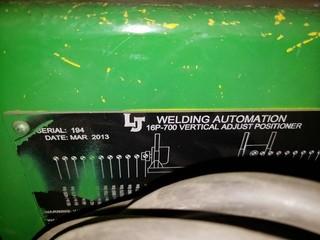 LJ WELDING AUTOMATION
SERIAL: 194
16P-700 VERTICAL ADJUST POSITIONER
DATE: MAR. 2013